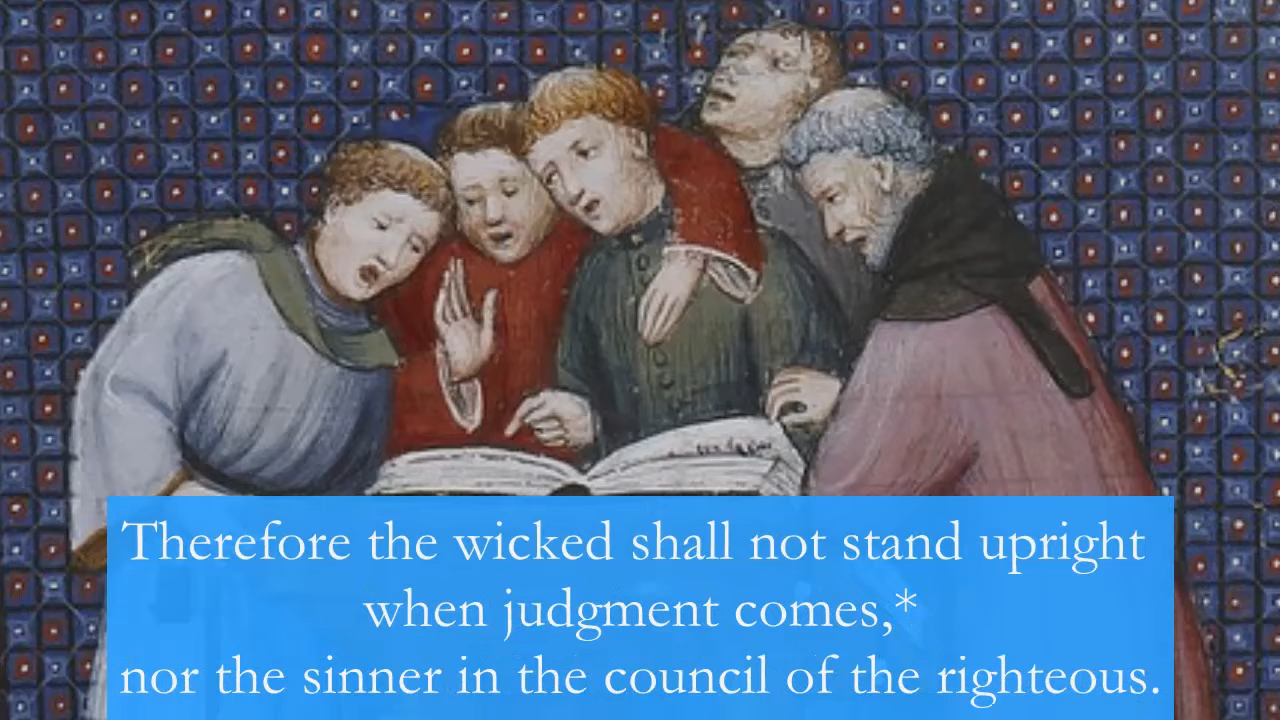 Therefore the wicked shall not stand upright
when judgment comes,*
nor the sinner in the council of the righteous.